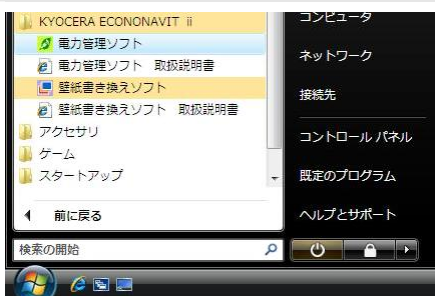 KYOCERA ECONONAVIT ii
電力管理ソフト
電力管理ソフト 取扱説明書
壁紙書き換えソフト
壁紙書き換えソフト 取扱説明書
アクセサリ
ゲーム
スタートアップ
前に戻る
検索の開始
コンピュータ
ネットワーク
接続先
コントロール パネル
既定のプログラム
ヘルプとサポート